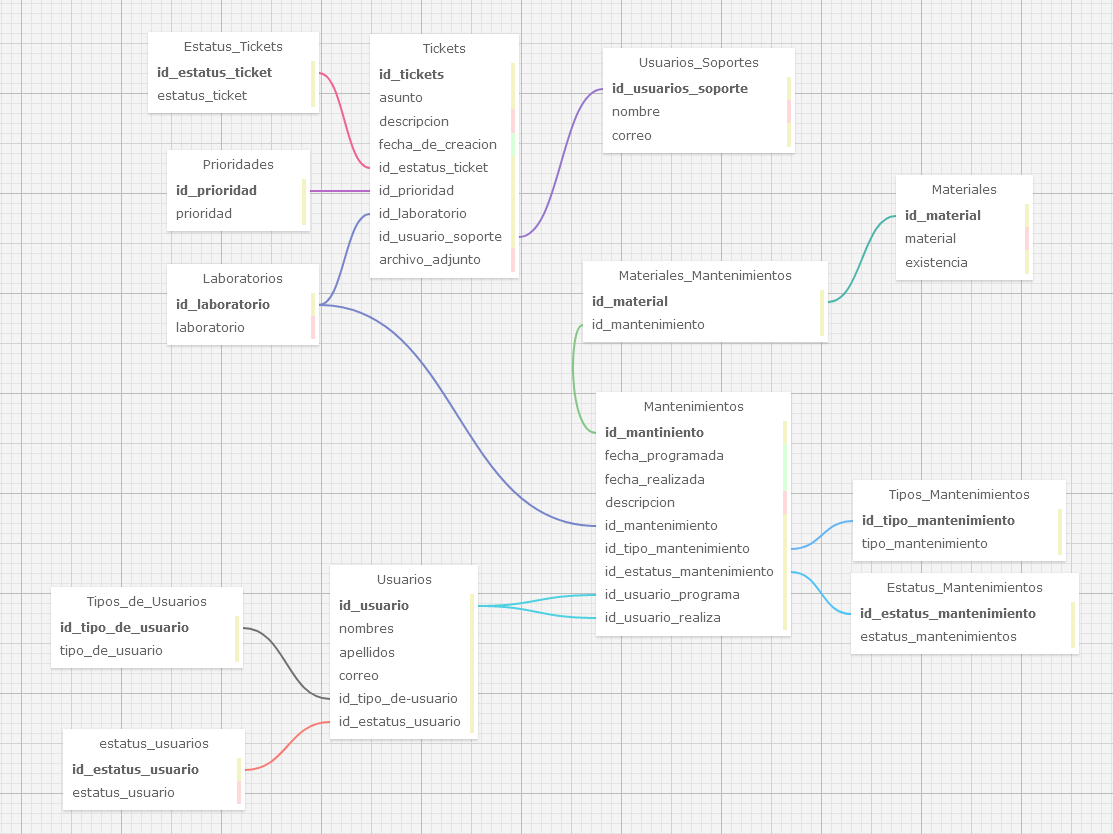 Estatus_Tickets
id_estatus_ticket
estatus_ticket
Tickets
id_tickets
asunto
descripcion
fecha_de_creacion
id_estatus_ticket
id_prioridad
id_laboratorio
id_usuario_soporte
archivo_adjunto
Usuarios_Soportes
id_usuarios_soporte
nombre
correo
Prioridades
id_prioridad
prioridad
Materiales
id_material
material
existencia
Laboratorios
id_laboratorio
laboratorio
Materiales_Mantenimientos
id_material
id_mantenimiento
Mantenimientos
id_mantiniento
fecha_programada
fecha_realizada
descripcion
id_mantenimiento
id_tipo_mantenimiento
id_estatus_mantenimiento
id_usuario_programa
id_usuario_realiza
Tipos_Mantenimientos
id_tipo_mantenimiento
tipo_mantenimiento
Estatus_Mantenimientos
id_estatus_mantenimiento
estatus_mantenimientos
Usuarios
id_usuario
nombres
apellidos
correo
id_tipo_de-usuario
id_estatus_usuario
Tipos_de_Usuarios
id_tipo_de_usuario
tipo_de_usuario
estatus_usuarios
id_estatus_usuario
estatus_usuario